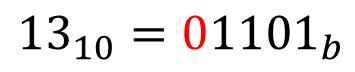 13₁₀ = 01101_b